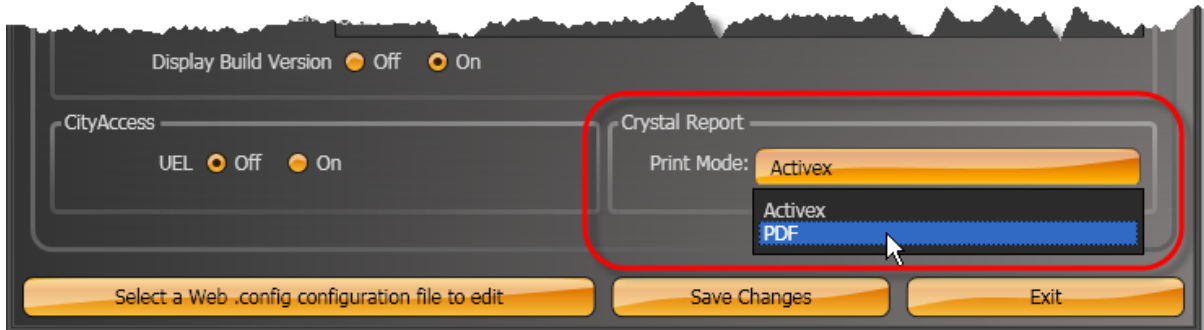 Display Build Version Off On
CityAccess
UEL Off On
Crystal Report
Print Mode: Activex
Activex
PDF
Select a Web .config configuration file to edit
Save Changes
Exit